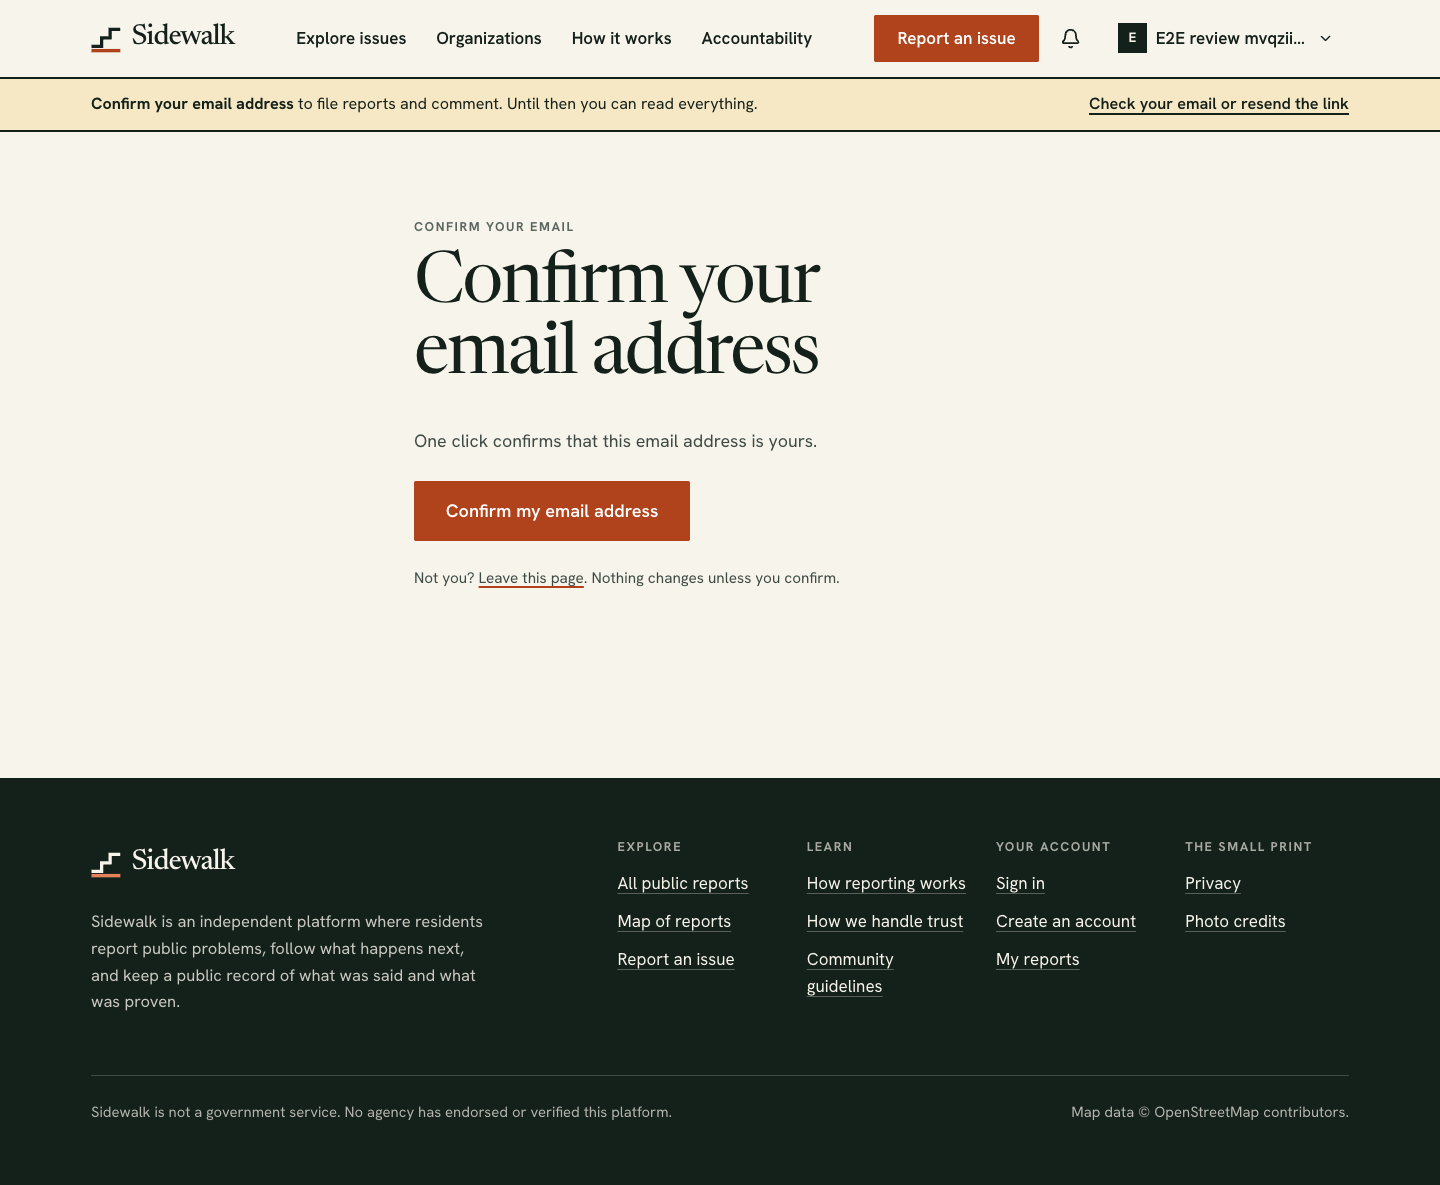 Sidewalk
Explore issues
Organizations
How it works
Accountability
Report an issue
E
E2E review mvqzii...
Confirm your email address to file reports and comment. Until then you can read everything.
Check your email or resend the link
CONFIRM YOUR EMAIL
Confirm your
email address
One click confirms that this email address is yours.
Confirm my email address
Not you? Leave this page. Nothing changes unless you confirm.
Sidewalk
Sidewalk is an independent platform where residents
report public problems, follow what happens next,
and keep a public record of what was said and what
was proven.
EXPLORE
All public reports
Map of reports
Report an issue
LEARN
How reporting works
How we handle trust
Community
guidelines
YOUR ACCOUNT
Sign in
Create an account
My reports
THE SMALL PRINT
Privacy
Photo credits
Sidewalk is not a government service. No agency has endorsed or verified this platform.
Map data © OpenStreetMap contributors.